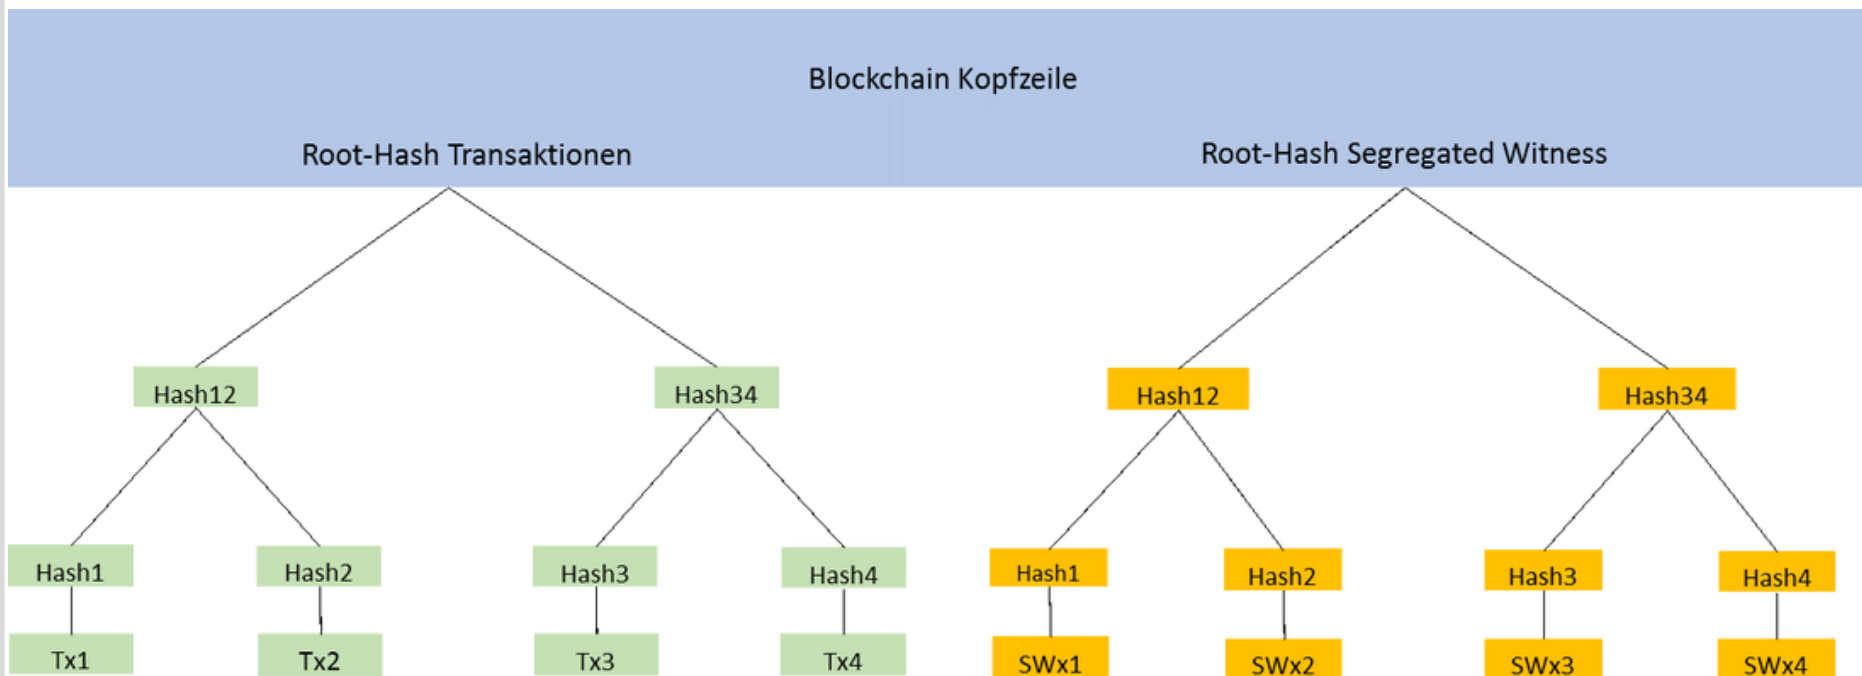 Blockchain Kopfzeile
Root-Hash Transaktionen
Root-Hash Segregated Witness
Hash12
Hash34
Hash12
Hash34
Hash1
Hash2
Hash3
Hash4
Hash1
Hash2
Hash3
Hash4
Tx1
Tx2
Tx3
Tx4
SWx1
SWx2
SWx3
SWx4